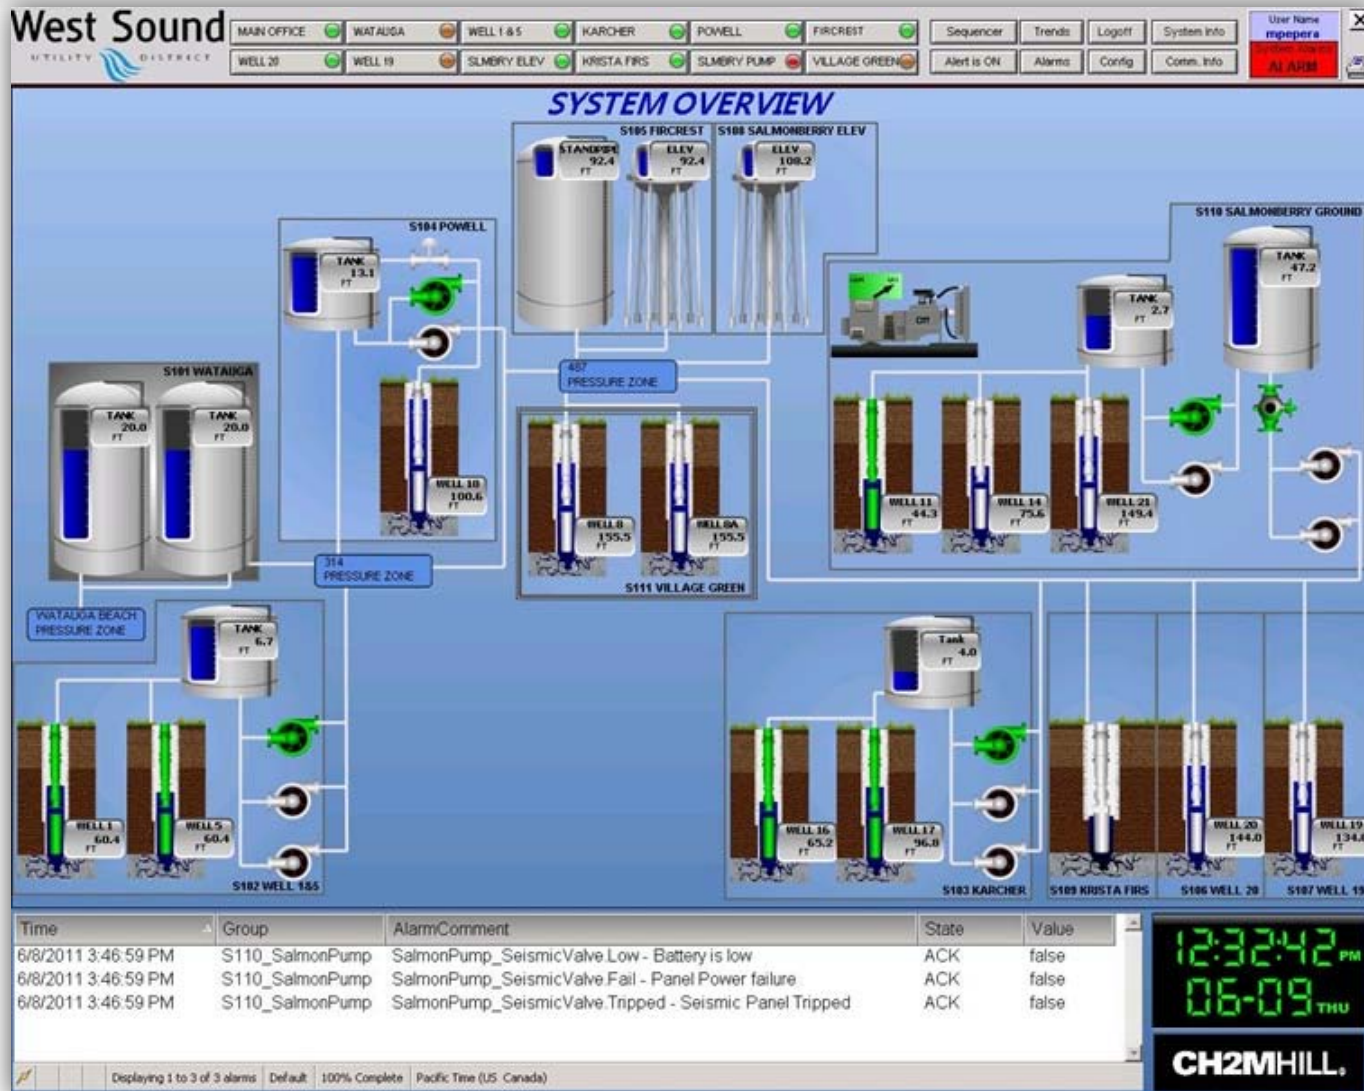 West Sound
UTILITY DISTRICT
MAIN OFFICE
WATAUGA
WELL 1 & 5
KARCHER
POWELL
FIRCREST
Sequencer
Trends
Logoff
System Info
User Name
mpepera
WELL 20
WELL 19
SLMBRY ELEV
KRISTA FIRS
SLMBRY PUMP
VILLAGE GREEN
Alert is ON
Alarms
Config
Comm. Info
System Alarms
ALARM
SYSTEM OVERVIEW
S105 FIRCREST
S108 SALMONBERRY ELEV
STANDPIPE
92.4
FT
ELEV
92.4
FT
ELEV
108.2
FT
S104 POWELL
TANK
13.1
FT
S110 SALMONBERRY GROUND
TANK
47.2
FT
TANK
2.7
FT
Off
S101 WATAUGA
TANK
20.0
FT
TANK
20.0
FT
487
PRESSURE ZONE
WELL 10
100.6
FT
WELL 8
155.5
FT
WELL 8A
155.5
FT
WELL 11
44.3
FT
WELL 14
75.6
FT
WELL 21
149.4
FT
314
PRESSURE ZONE
S111 VILLAGE GREEN
WATAUGA BEACH
PRESSURE ZONE
TANK
6.7
FT
Tank
4.0
FT
WELL 1
60.4
FT
WELL 5
60.4
FT
S102 WELL 1&5
WELL 16
65.2
FT
WELL 17
96.8
FT
S103 KARCHER
S109 KRISTA FIRS
WELL 20
144.0
FT
S106 WELL 20
WELL 19
134.
FT
S107 WELL 19
Time Group AlarmComment State Value
6/8/2011 3:46:59 PM S110_SalmonPump SalmonPump_SeismicValve.Low - Battery is low ACK false
6/8/2011 3:46:59 PM S110_SalmonPump SalmonPump_SeismicValve.Fail - Panel Power failure ACK false
6/8/2011 3:46:59 PM S110_SalmonPump SalmonPump_SeismicValve.Tripped - Seismic Panel Tripped ACK false
12:32:42 PM
06-09 THU
CH2MHILL®
Displaying 1 to 3 of 3 alarms Default 100% Complete Pacific Time (US Canada)